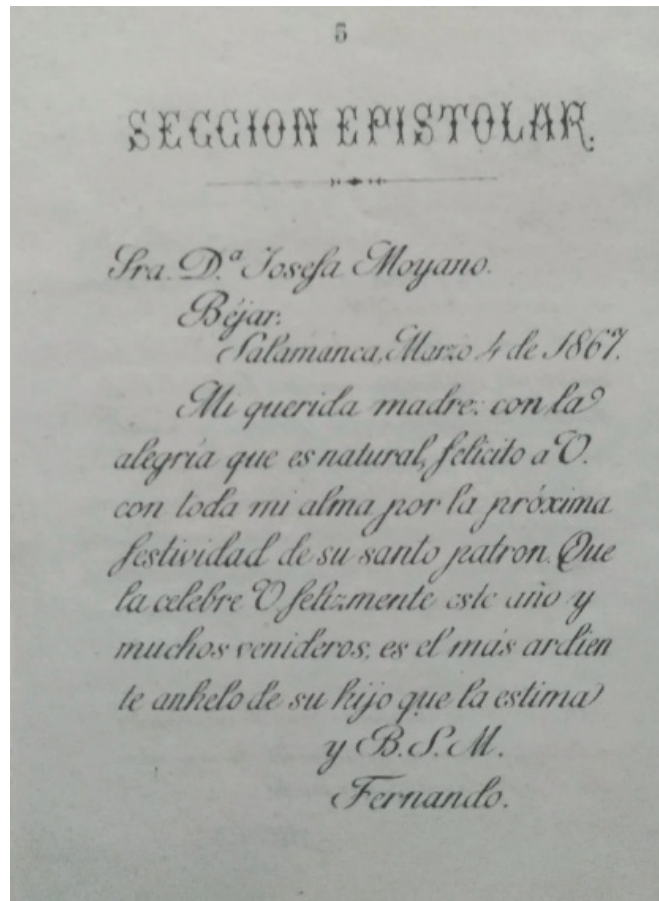 5
SECCION EPISTOLAR.
Sra. D.ª Josefa Moyano.
Béjar.
Salamanca, Marzo 4 de 1867.
Mi querida madre: con la
alegría que es natural, felicito a V.
con toda mi alma por la próxima
festividad de su santo patron. Que
la celebre V felizmente este año y
muchos venideros, es el más ardien
te anhelo de su hijo que la estima
y B. S. M.
Fernando.